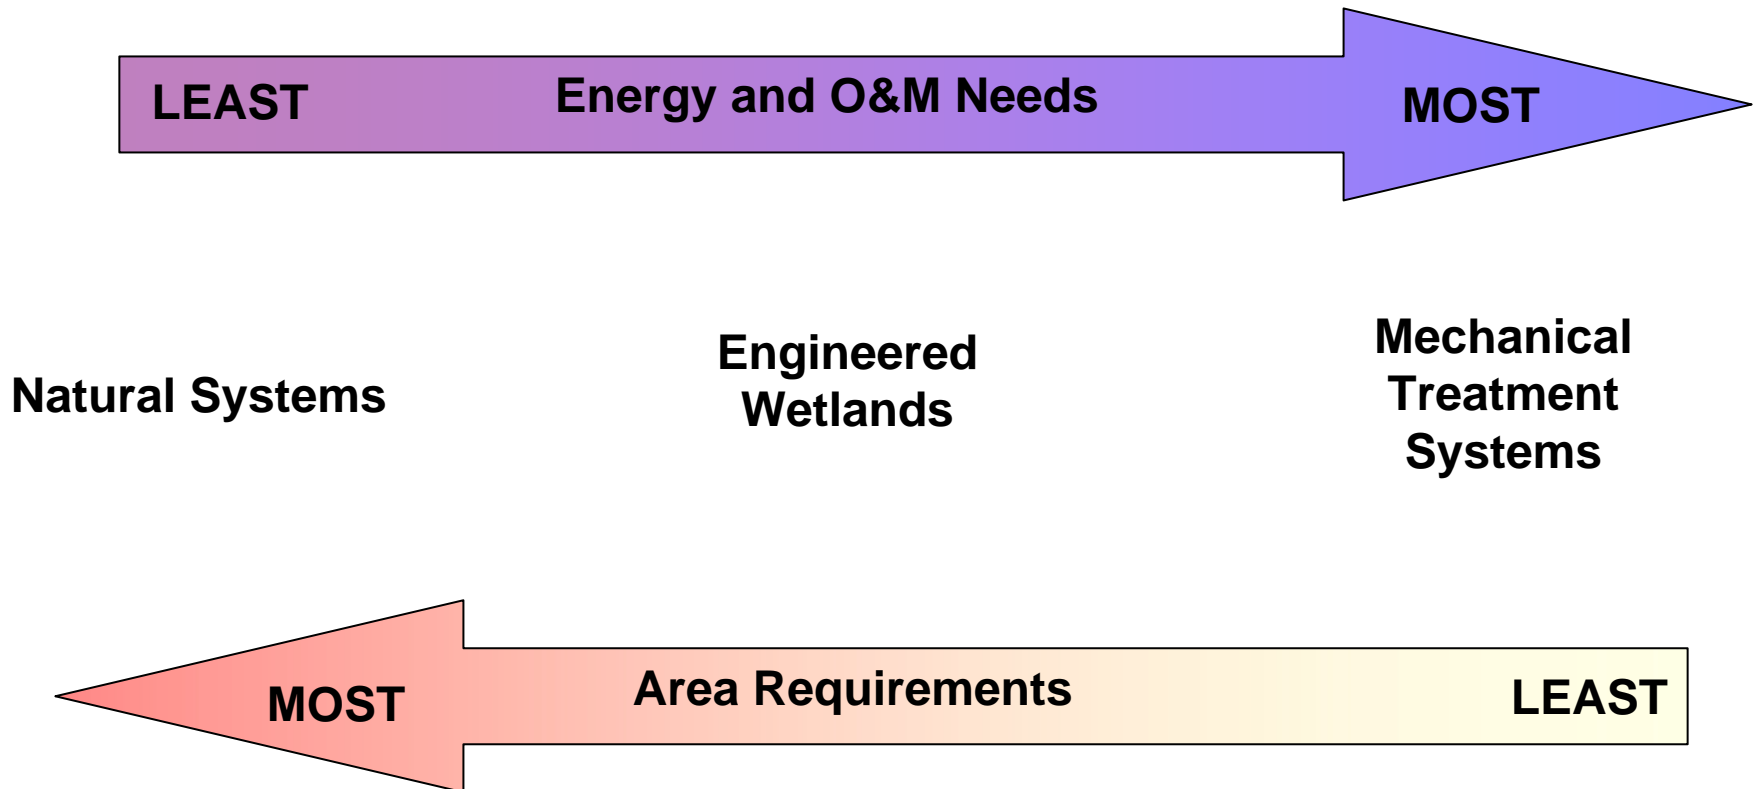 LEAST
Energy and O&M Needs
MOST
Natural Systems
Engineered
Wetlands
Mechanical
Treatment
Systems
MOST
Area Requirements
LEAST